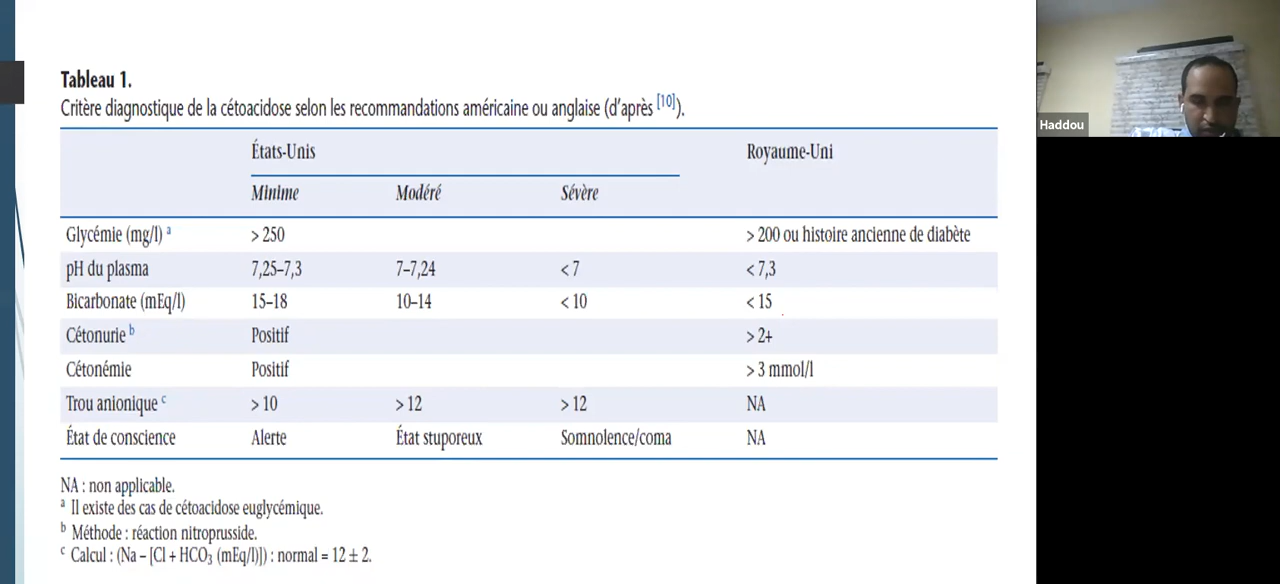 Tableau 1.
Critère diagnostique de la cétoacidose selon les recommandations américaine ou anglaise (d'après [10]).
États-Unis Royaume-Uni
Minime Modéré Sévère
Glycémie (mg/l) a > 250 > 200 ou histoire ancienne de diabète
pH du plasma 7,25–7,3 7–7,24 < 7 < 7,3
Bicarbonate (mEq/l) 15–18 10–14 < 10 < 15
Cétonurie b Positif > 2+
Cétonémie Positif > 3 mmol/l
Trou anionique c > 10 > 12 > 12 NA
État de conscience Alerte État stuporeux Somnolence/coma NA
NA : non applicable.
a Il existe des cas de cétoacidose euglycémique.
b Méthode : réaction nitroprusside.
c Calcul : (Na – [Cl + HCO3 (mEq/l)]) : normal = 12 ± 2.
Haddou